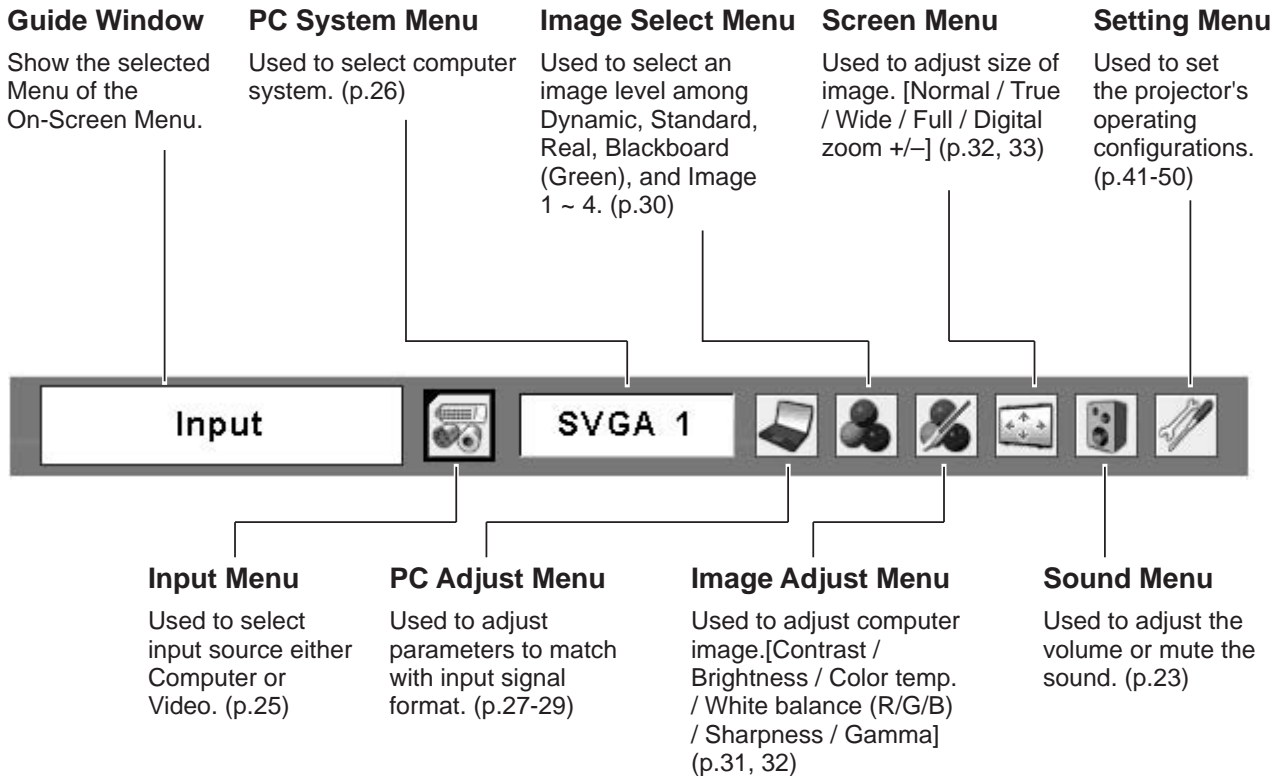 Guide Window
Show the selected
Menu of the
On-Screen Menu.
PC System Menu
Used to select computer
system. (p.26)
Image Select Menu
Used to select an
image level among
Dynamic, Standard,
Real, Blackboard
(Green), and Image
1 ~ 4. (p.30)
Screen Menu
Used to adjust size of
image. [Normal / True
/ Wide / Full / Digital
zoom +/–] (p.32, 33)
Setting Menu
Used to set
the projector's
operating
configurations.
(p.41-50)
Input
SVGA 1
Input Menu
Used to select
input source either
Computer or
Video. (p.25)
PC Adjust Menu
Used to adjust
parameters to match
with input signal
format. (p.27-29)
Image Adjust Menu
Used to adjust computer
image.[Contrast /
Brightness / Color temp.
/ White balance (R/G/B)
/ Sharpness / Gamma]
(p.31, 32)
Sound Menu
Used to adjust the
volume or mute the
sound. (p.23)